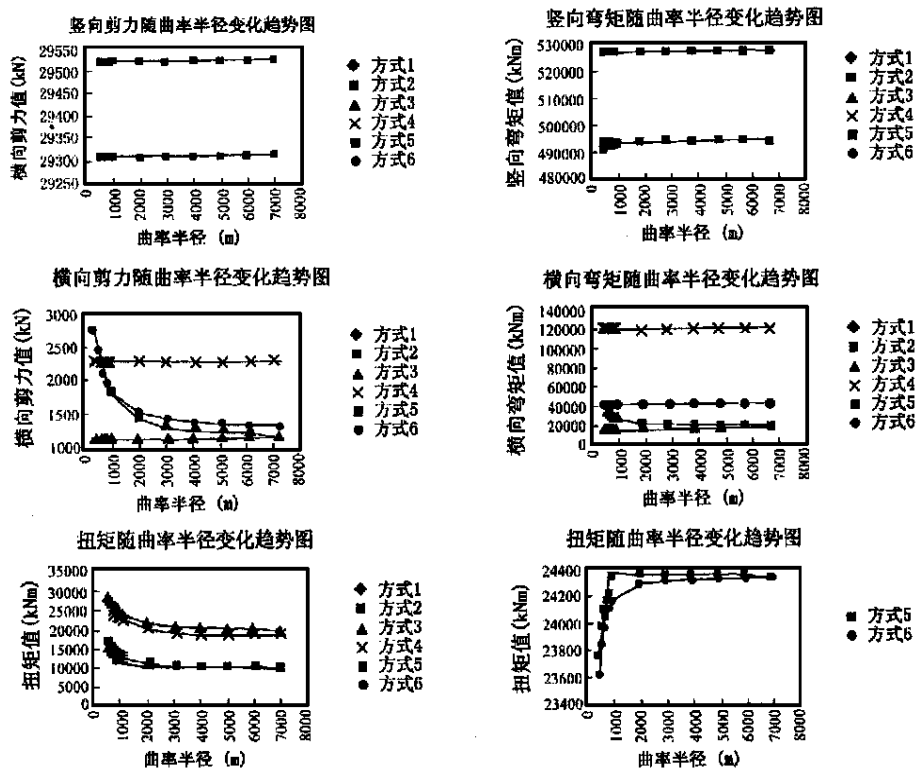 竖向剪力随曲率半径变化趋势图
横向剪力值(kN)
29550
29500
29450
29400
29350
29300
29250
0
1000
2000
3000
4000
5000
6000
7000
8000
曲率半径 (m)
方式1
方式2
方式3
方式4
方式5
方式6
竖向弯矩随曲率半径变化趋势图
竖向弯矩值(kNm)
530000
520000
510000
500000
490000
480000
0
1000
2000
3000
4000
5000
6000
7000
8000
曲率半径 (m)
方式1
方式2
方式3
方式4
方式5
方式6
横向剪力随曲率半径变化趋势图
横向剪力值(kN)
3000
2500
2000
1500
1000
0
1000
2000
3000
4000
5000
6000
7000
8000
曲率半径 (m)
方式1
方式2
方式3
方式4
方式5
方式6
横向弯矩随曲率半径变化趋势图
横向弯矩值(kNm)
140000
120000
100000
80000
60000
40000
20000
0
0
1000
2000
3000
4000
5000
6000
7000
8000
曲率半径 (m)
方式1
方式2
方式3
方式4
方式5
方式6
扭矩随曲率半径变化趋势图
扭矩值(kNm)
35000
30000
25000
20000
15000
10000
5000
0
1000
2000
3000
4000
5000
6000
7000
8000
曲率半径 (m)
方式1
方式2
方式3
方式4
方式5
方式6
扭矩随曲率半径变化趋势图
扭矩值(kNm)
24400
24200
24000
23800
23600
23400
0
1000
2000
3000
4000
5000
6000
7000
8000
曲率半径 (m)
方式5
方式6